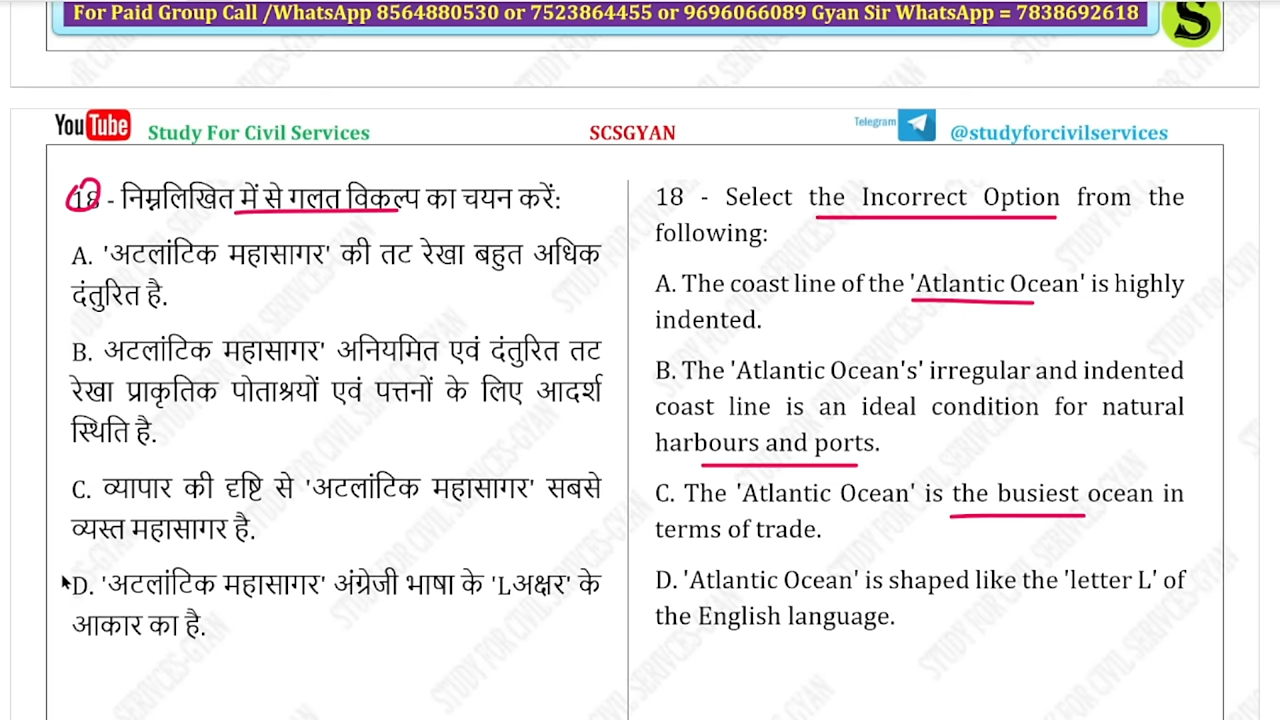 For Paid Group Call /WhatsApp 8564880530 or 7523864455 or 9696066089 Gyan Sir WhatsApp = 7838692618
S
YouTube
Study For Civil Services
SCSGYAN
Telegram
@studyforcivilservices
18 - निम्नलिखित में से गलत विकल्प का चयन करें:
A. 'अटलांटिक महासागर' की तट रेखा बहुत अधिक
दंतुरित है.
B. अटलांटिक महासागर' अनियमित एवं दंतुरित तट
रेखा प्राकृतिक पोताश्रयों एवं पत्तनों के लिए आदर्श
स्थिति है.
C. व्यापार की दृष्टि से 'अटलांटिक महासागर' सबसे
व्यस्त महासागर है.
D. 'अटलांटिक महासागर' अंग्रेजी भाषा के 'Lअक्षर' के
आकार का है.
18 - Select the Incorrect Option from the
following:
A. The coast line of the 'Atlantic Ocean' is highly
indented.
B. The 'Atlantic Ocean's' irregular and indented
coast line is an ideal condition for natural
harbours and ports.
C. The 'Atlantic Ocean' is the busiest ocean in
terms of trade.
D. 'Atlantic Ocean' is shaped like the 'letter L' of
the English language.
STUDY FOR CIVIL SERIVCES-GYAN